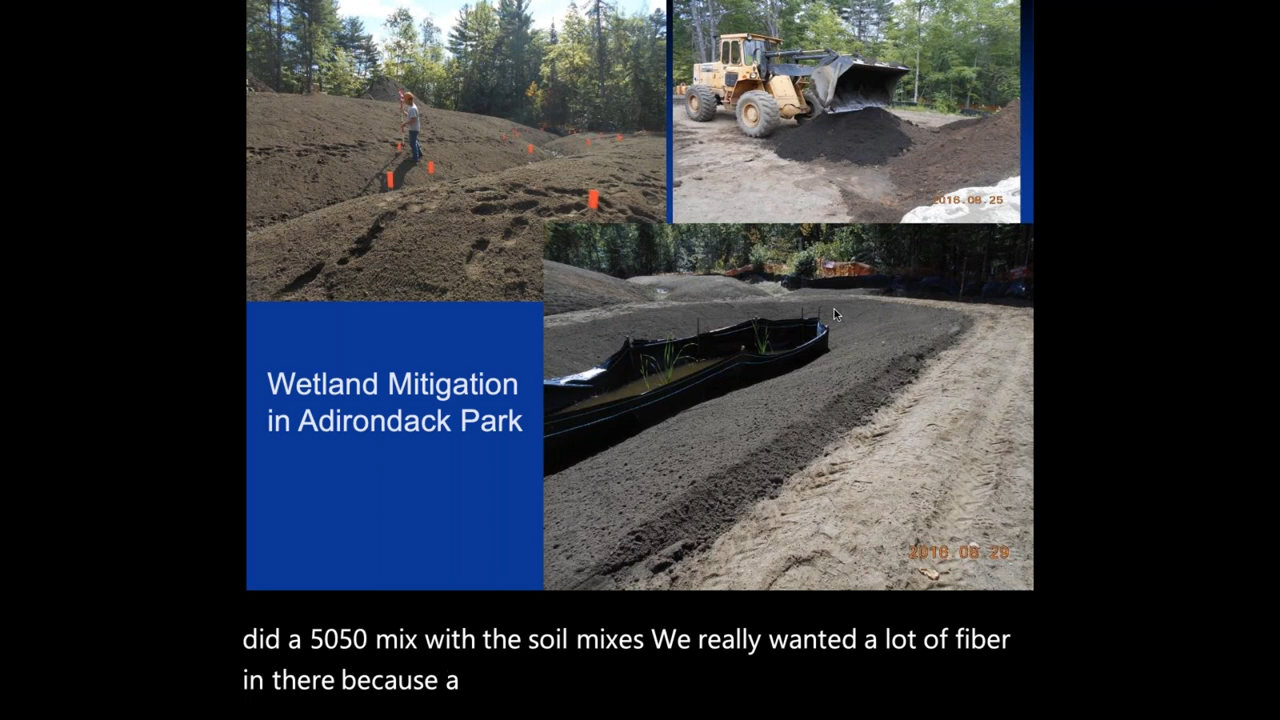 2016.08.25
Wetland Mitigation
in Adirondack Park
2016 08 29
did a 5050 mix with the soil mixes We really wanted a lot of fiber
in there because a